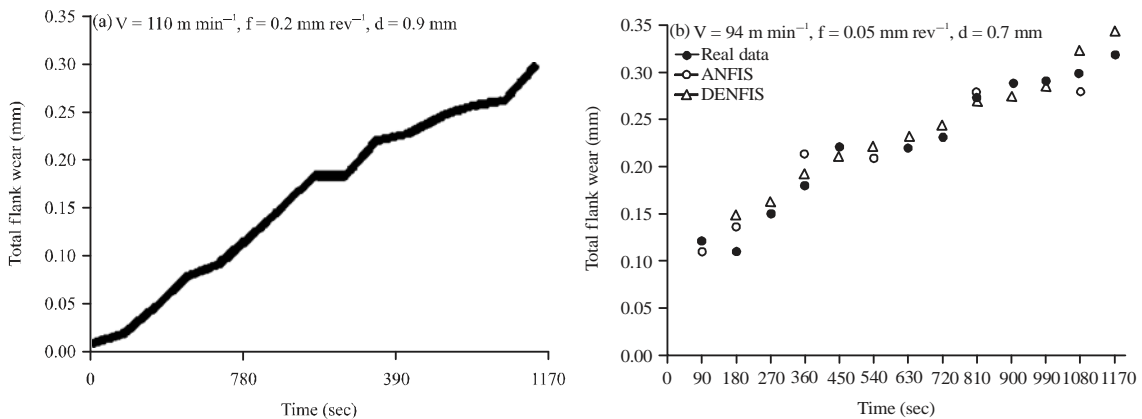 (a) V = 110 m min⁻¹, f = 0.2 mm rev⁻¹, d = 0.9 mm
Total flank wear (mm)
0.35
0.30
0.25
0.20
0.15
0.10
0.05
0.00
0 780 390 1170
Time (sec)
(b) V = 94 m min⁻¹, f = 0.05 mm rev⁻¹, d = 0.7 mm
Real data
ANFIS
DENFIS
Total flank wear (mm)
0.35
0.30
0.25
0.20
0.15
0.10
0.05
0.00
0 90 180 270 360 450 540 630 720 810 900 990 1080 1170
Time (sec)